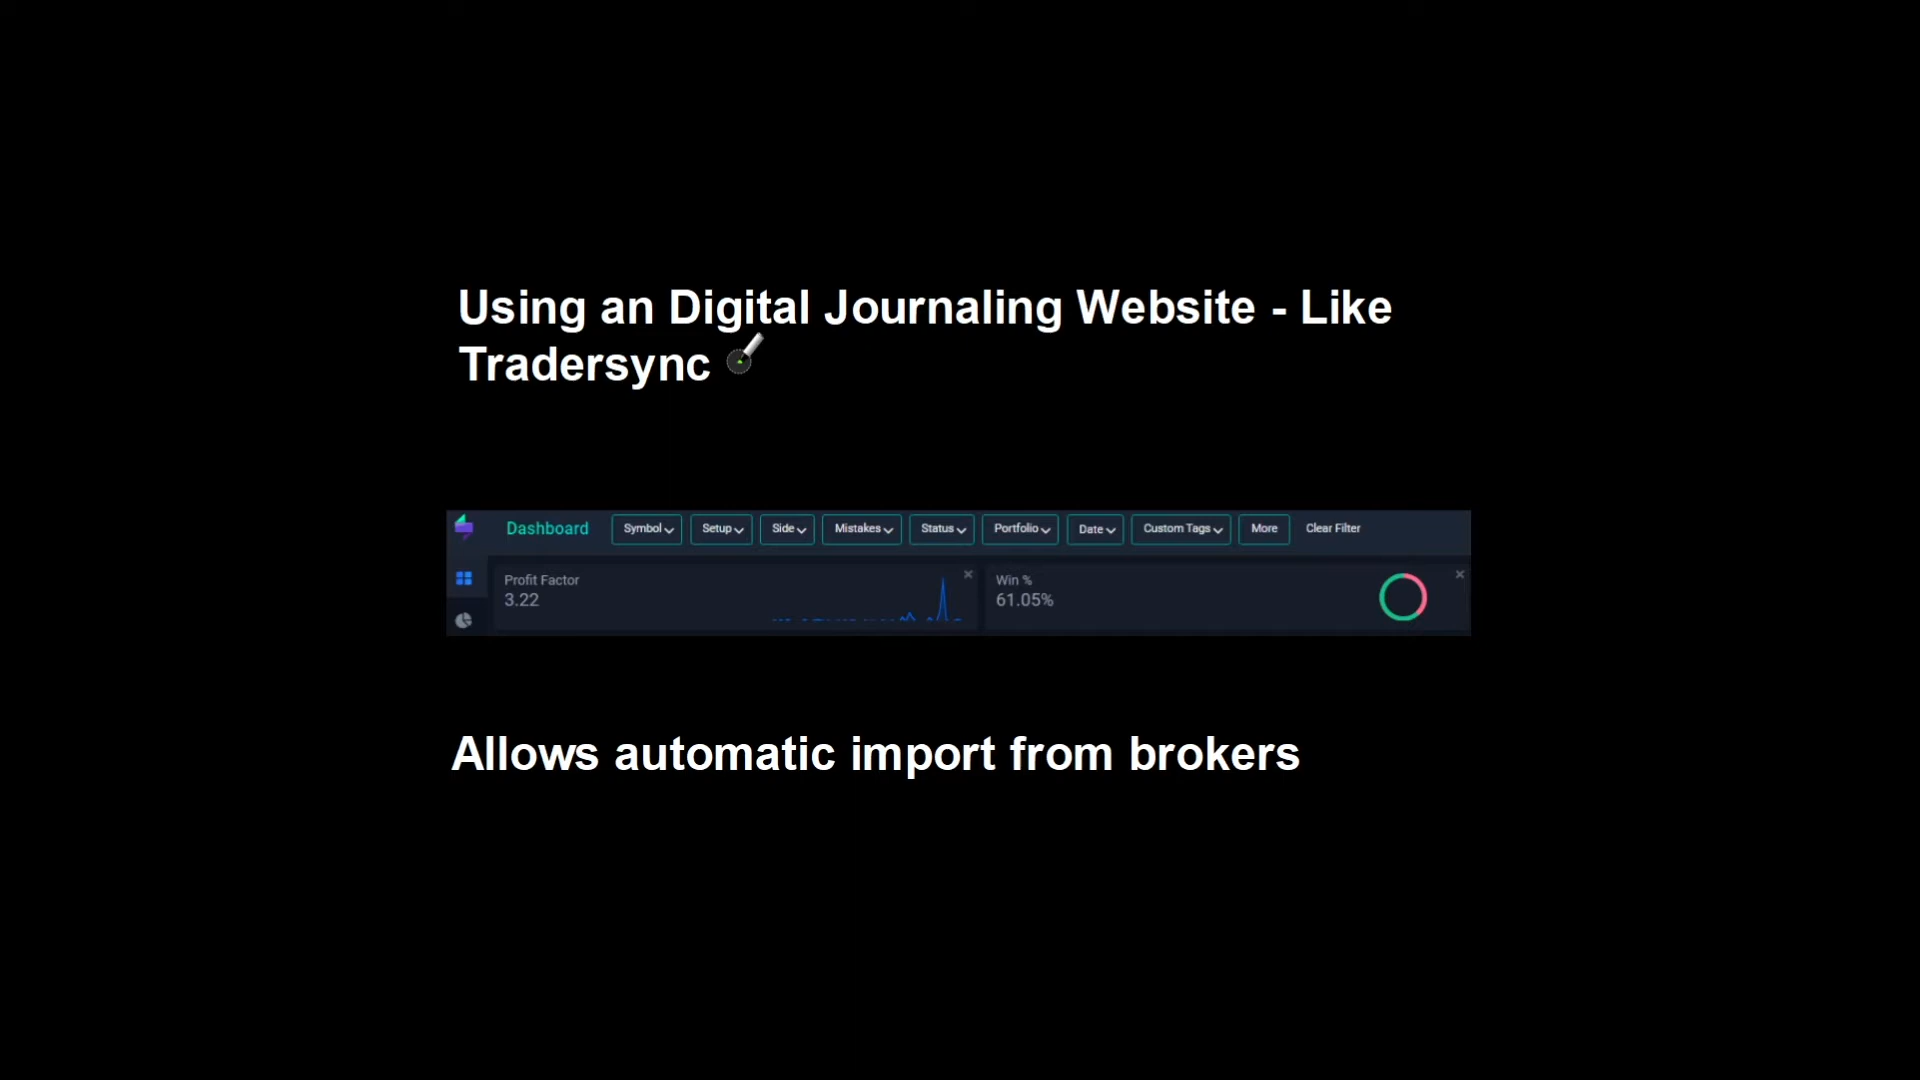 Using an Digital Journaling Website - Like
Tradersync
Dashboard Symbol Setup Side Mistakes Status Portfolio Date Custom Tags More Clear Filter
Profit Factor
3.22
Win %
61.05%
Allows automatic import from brokers